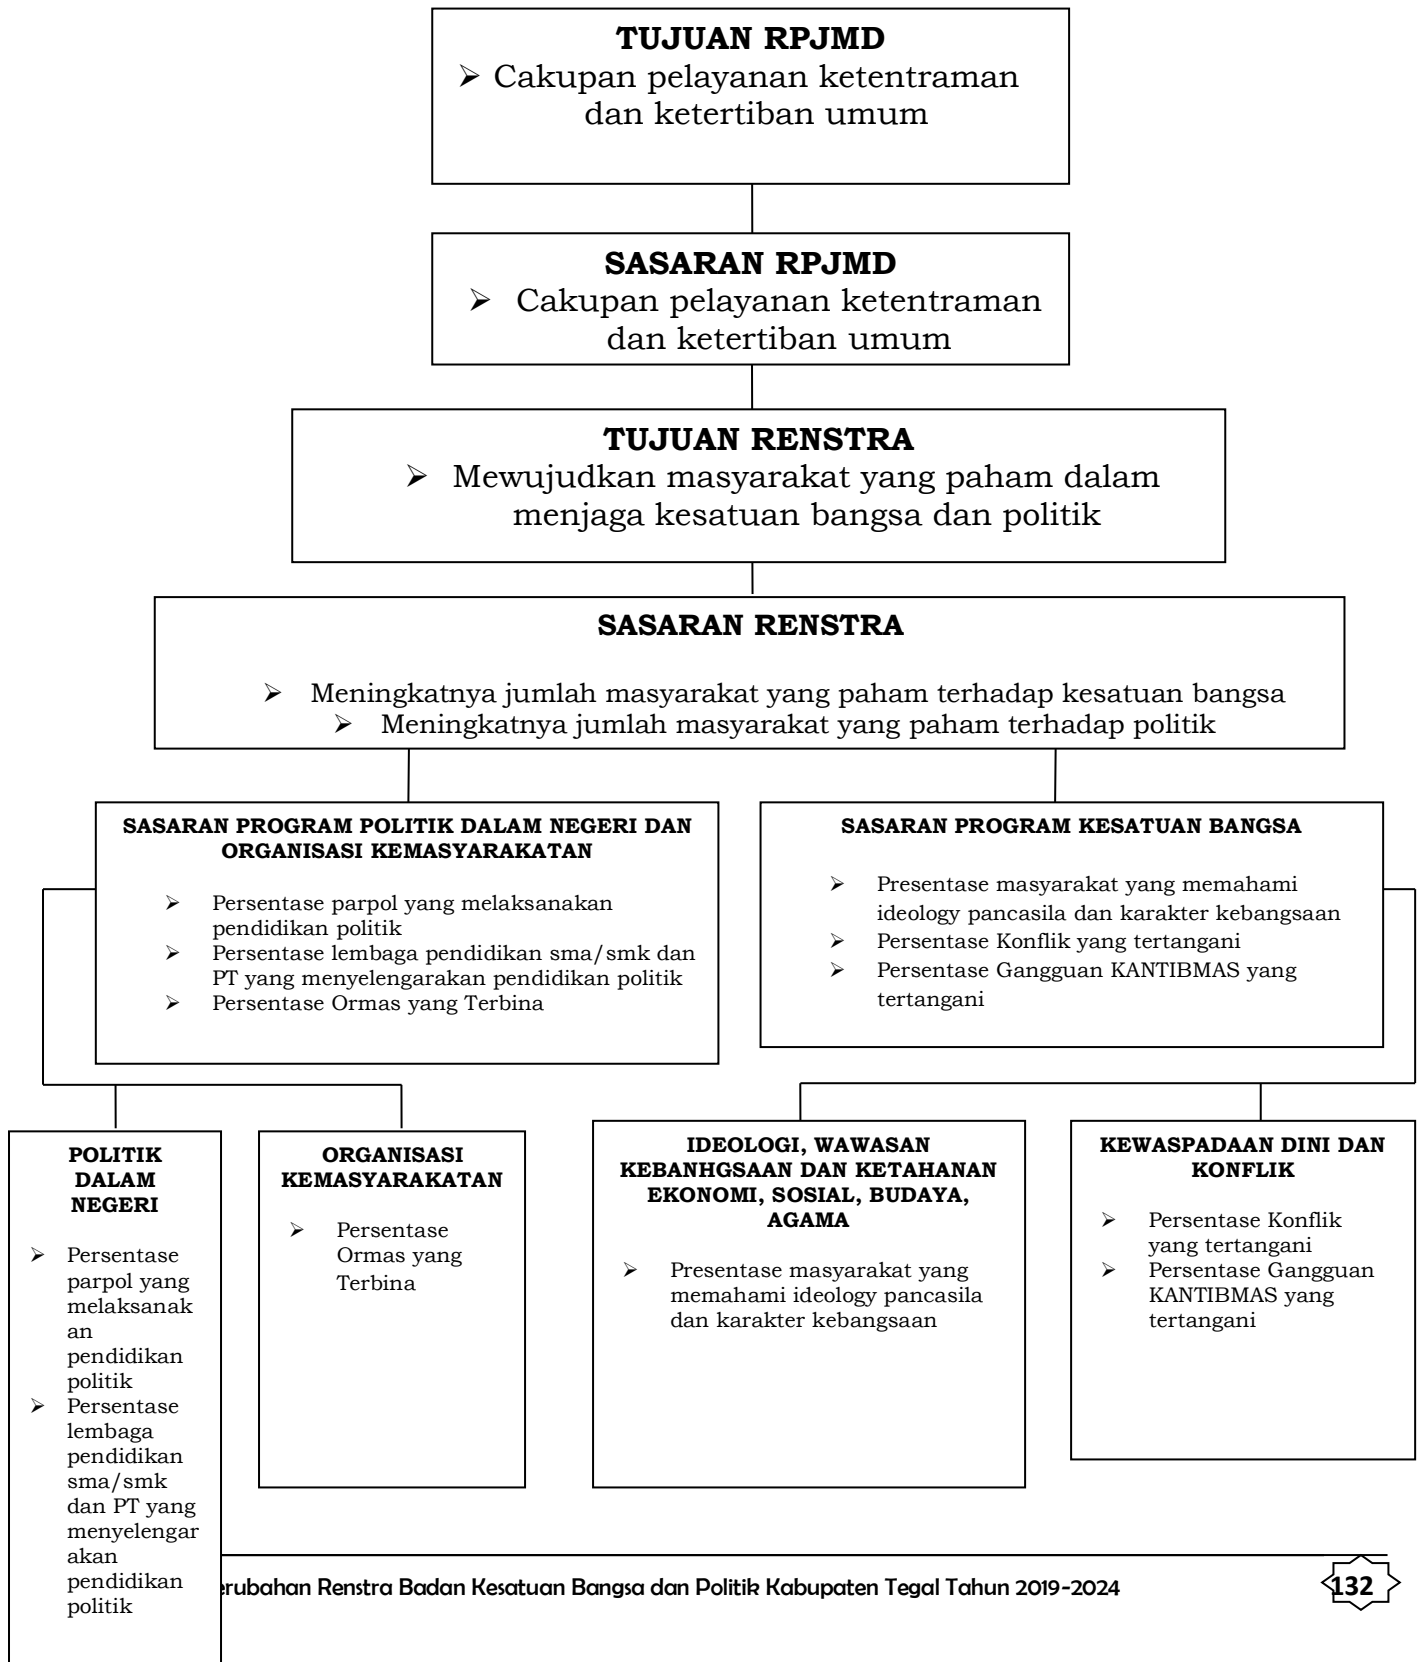 TUJUAN RPJMD
➢ Cakupan pelayanan ketentraman
dan ketertiban umum
SASARAN RPJMD
➢ Cakupan pelayanan ketentraman
dan ketertiban umum
TUJUAN RENSTRA
➢ Mewujudkan masyarakat yang paham dalam
menjaga kesatuan bangsa dan politik
SASARAN RENSTRA
➢ Meningkatnya jumlah masyarakat yang paham terhadap kesatuan bangsa
➢ Meningkatnya jumlah masyarakat yang paham terhadap politik
SASARAN PROGRAM POLITIK DALAM NEGERI DAN
ORGANISASI KEMASYARAKATAN
➢ Persentase parpol yang melaksanakan
pendidikan politik
➢ Persentase lembaga pendidikan sma/smk dan
PT yang menyelengarakan pendidikan politik
➢ Persentase Ormas yang Terbina
SASARAN PROGRAM KESATUAN BANGSA
➢ Presentase masyarakat yang memahami
ideology pancasila dan karakter kebangsaan
➢ Persentase Konflik yang tertangani
➢ Persentase Gangguan KANTIBMAS yang
tertangani
POLITIK
DALAM
NEGERI
➢ Persentase
parpol yang
melaksanak
an
pendidikan
politik
➢ Persentase
lembaga
pendidikan
sma/smk
dan PT yang
menyelengar
akan
pendidikan
politik
ORGANISASI
KEMASYARAKATAN
➢ Persentase
Ormas yang
Terbina
IDEOLOGI, WAWASAN
KEBANHGSAAN DAN KETAHANAN
EKONOMI, SOSIAL, BUDAYA,
AGAMA
➢ Presentase masyarakat yang
memahami ideology pancasila
dan karakter kebangsaan
KEWASPADAAN DINI DAN
KONFLIK
➢ Persentase Konflik
yang tertangani
➢ Persentase Gangguan
KANTIBMAS yang
tertangani
erubahan Renstra Badan Kesatuan Bangsa dan Politik Kabupaten Tegal Tahun 2019-2024
132